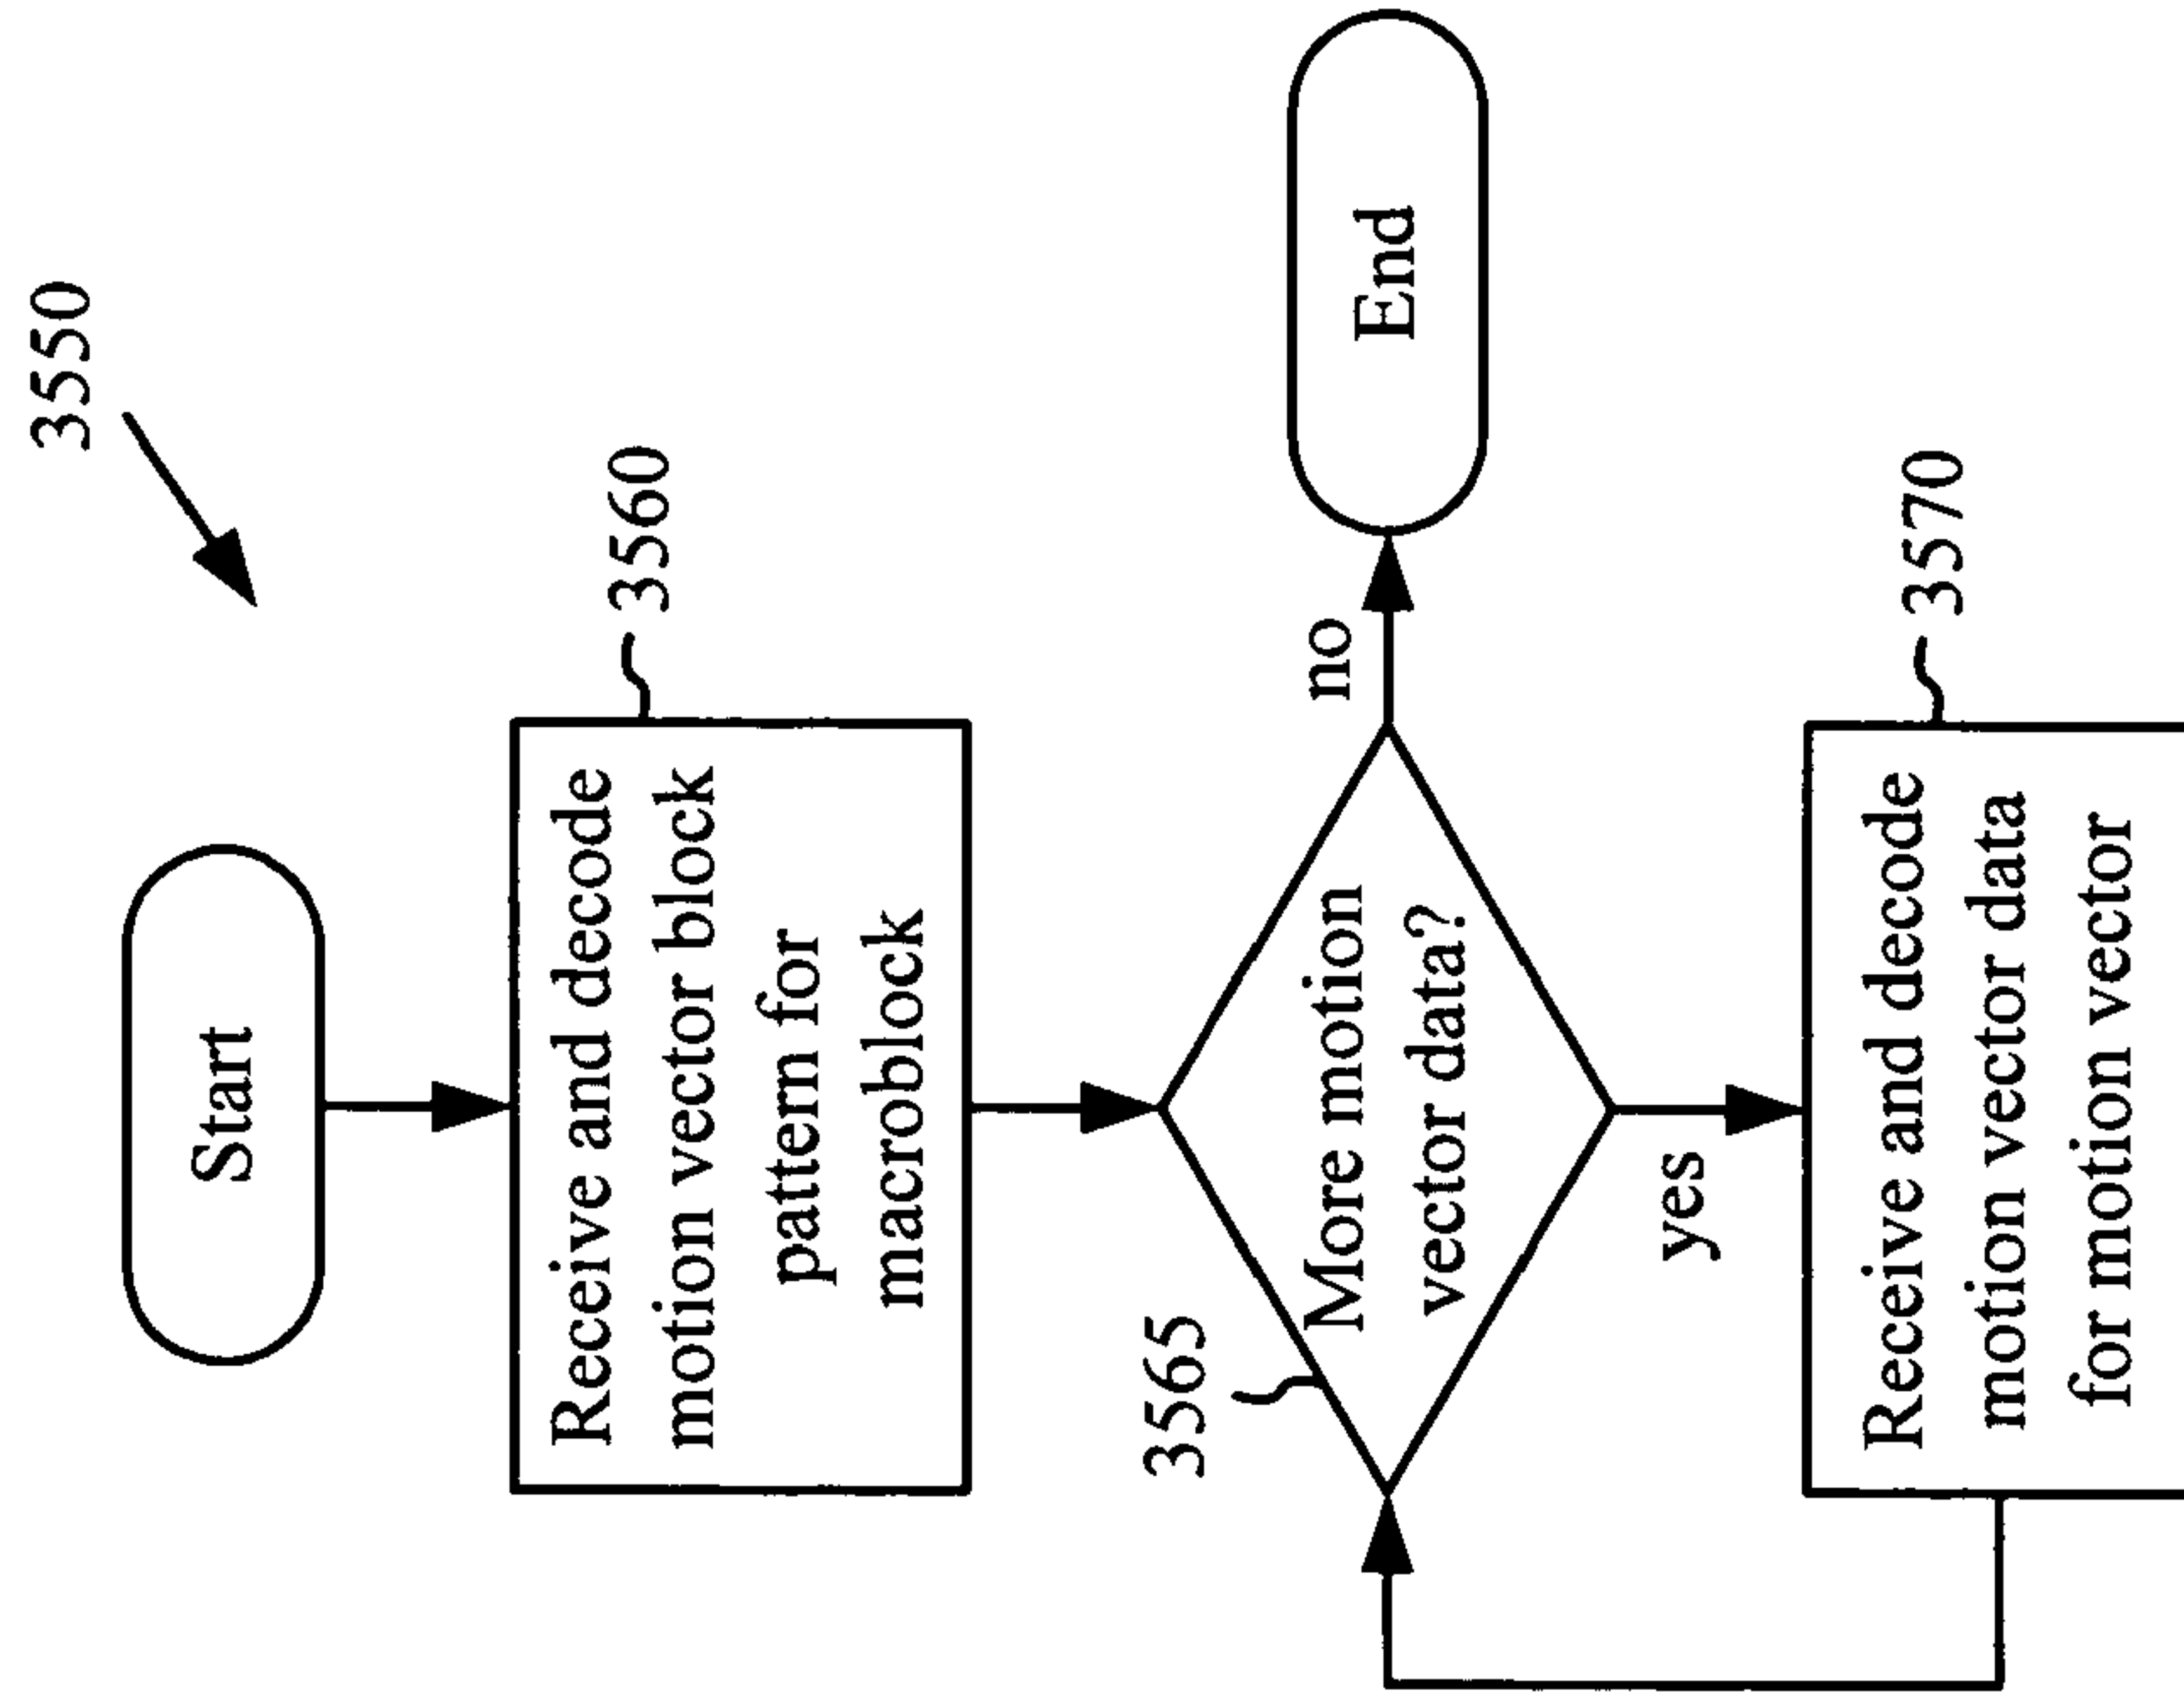 3550
Start
Receive and decode
motion vector block
pattern for
macroblock
3560
3565
More motion
vector data?
no
End
yes
Receive and decode
motion vector data
for motion vector
3570